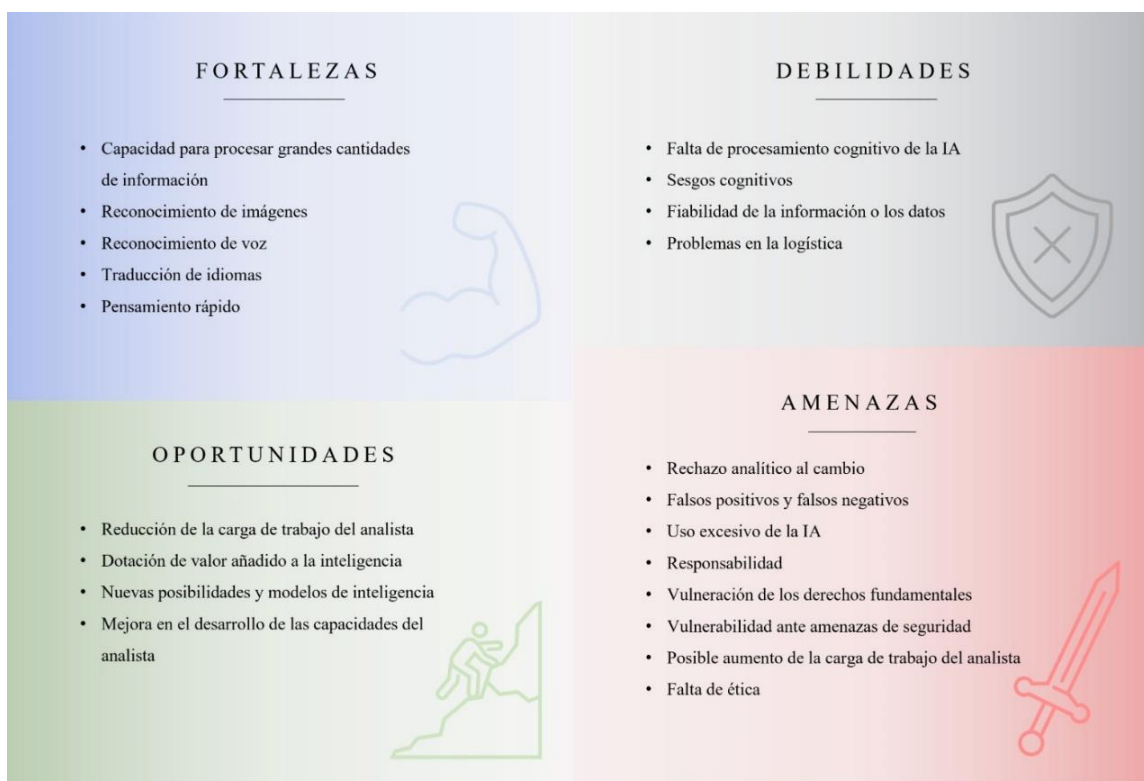 FORTALEZAS
• Capacidad para procesar grandes cantidades
de información
• Reconocimiento de imágenes
• Reconocimiento de voz
• Traducción de idiomas
• Pensamiento rápido
DEBILIDADES
• Falta de procesamiento cognitivo de la IA
• Sesgos cognitivos
• Fiabilidad de la información o los datos
• Problemas en la logística
OPORTUNIDADES
• Reducción de la carga de trabajo del analista
• Dotación de valor añadido a la inteligencia
• Nuevas posibilidades y modelos de inteligencia
• Mejora en el desarrollo de las capacidades del
analista
AMENAZAS
• Rechazo analítico al cambio
• Falsos positivos y falsos negativos
• Uso excesivo de la IA
• Responsabilidad
• Vulneración de los derechos fundamentales
• Vulnerabilidad ante amenazas de seguridad
• Posible aumento de la carga de trabajo del analista
• Falta de ética